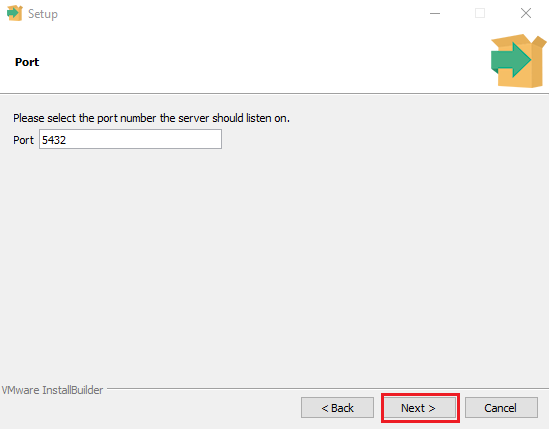 Setup
Port
Please select the port number the server should listen on.
Port 5432
VMware InstallBuilder
< Back Next > Cancel